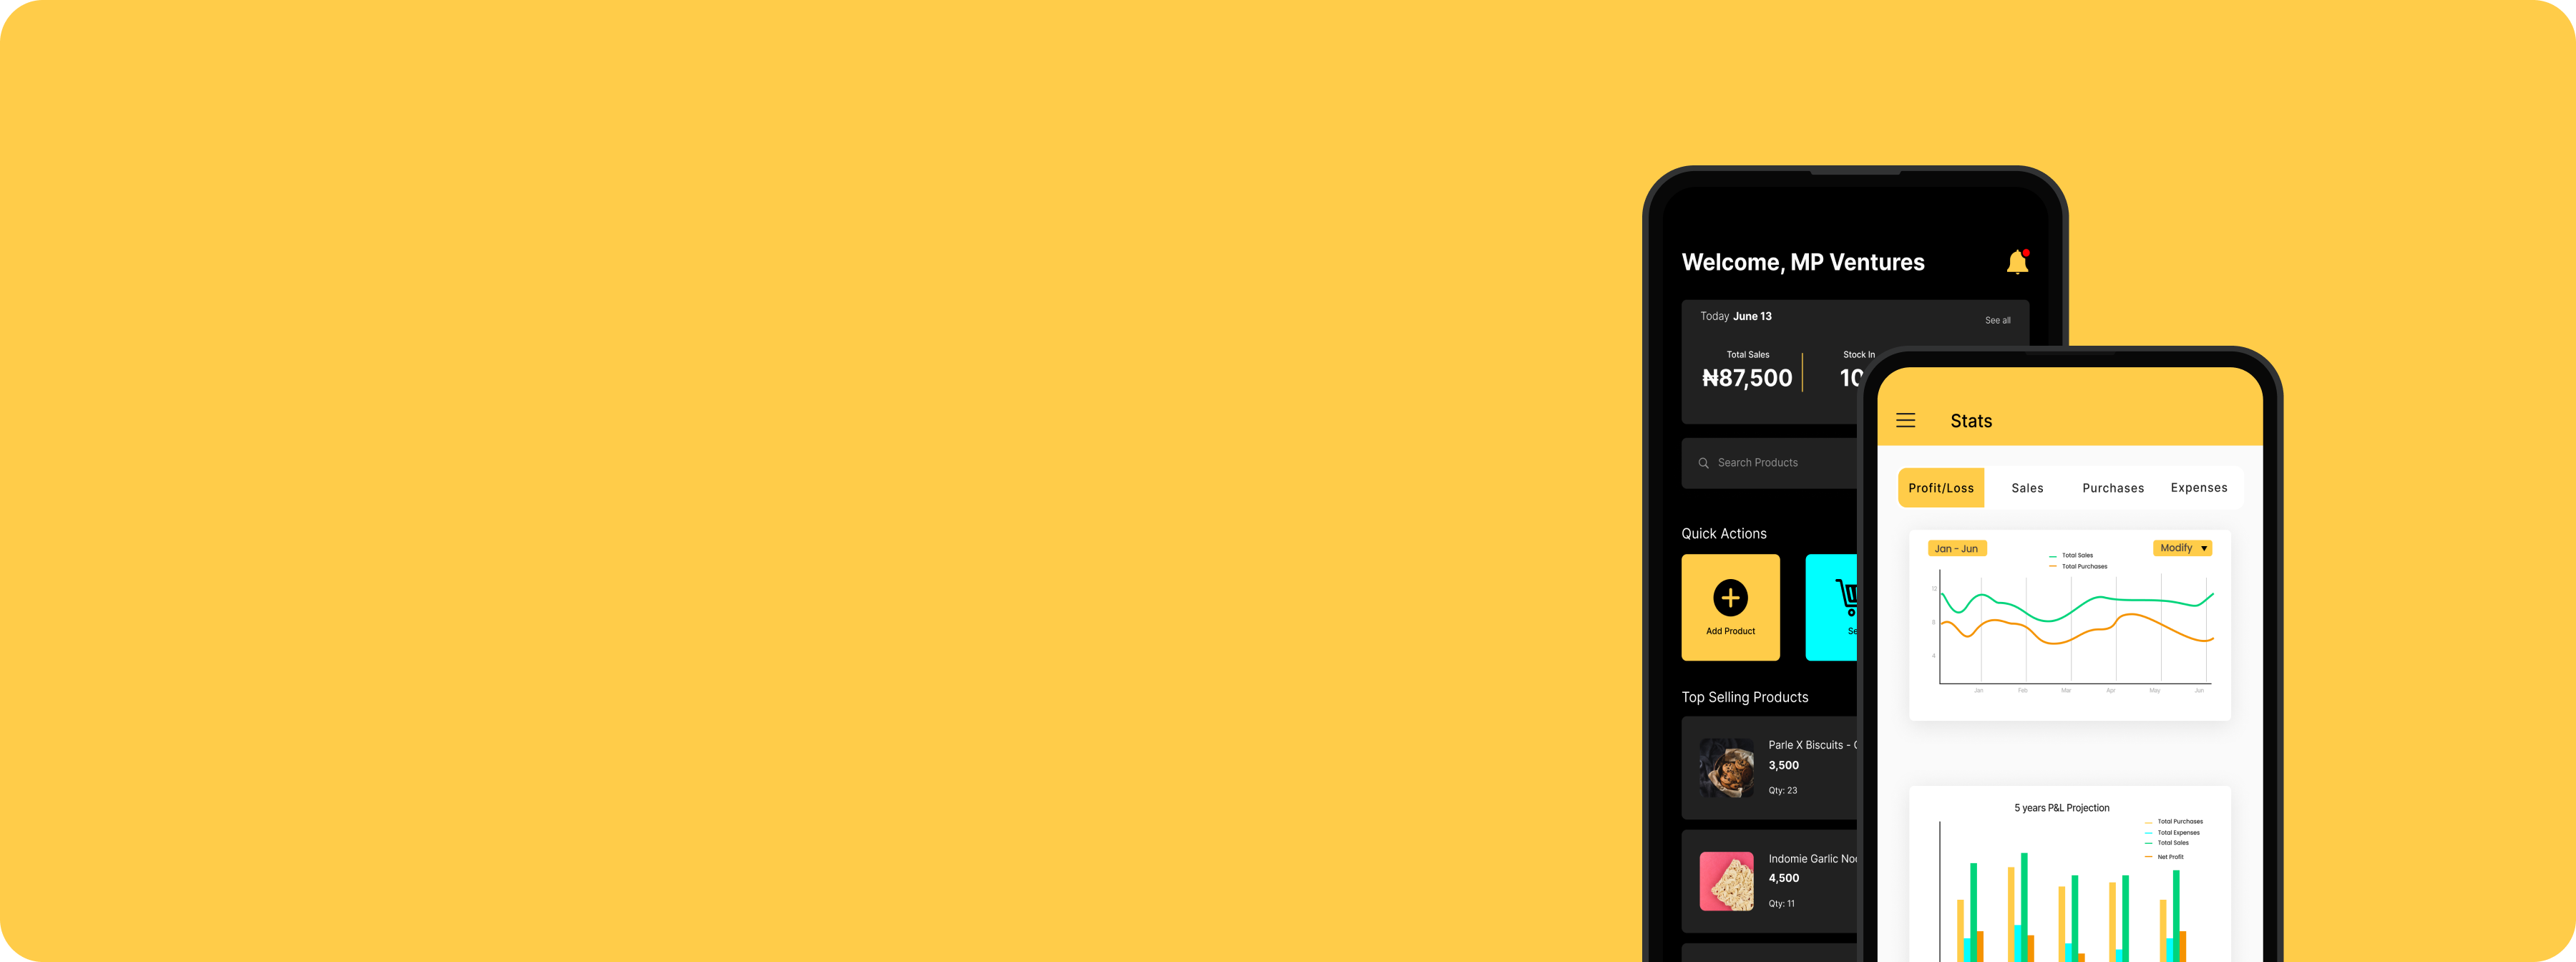 Welcome, MP Ventures
Today June 13
See all
Total Sales
Stock In
₦87,500
10
Search Products
Quick Actions
Add Product
Top Selling Products
Parle X Biscuits -
3,500
Qty: 23
Indomie Garlic
4,500
Qty: 11
Stats
Profit/Loss Sales Purchases Expenses
Jan - Jun
Total Sales
Total Purchases
Modify
12
8
4
Jan Feb Mar Apr May Jun
5 years P&L Projection
Total Purchases
Total Expenses
Total Sales
Net Profit